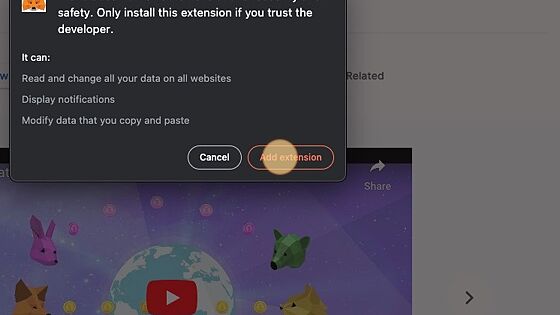 safety. Only install this extension if you trust the
developer.
It can:
Read and change all your data on all websites
Related
Display notifications
Modify data that you copy and paste
Cancel
Add extension
Share